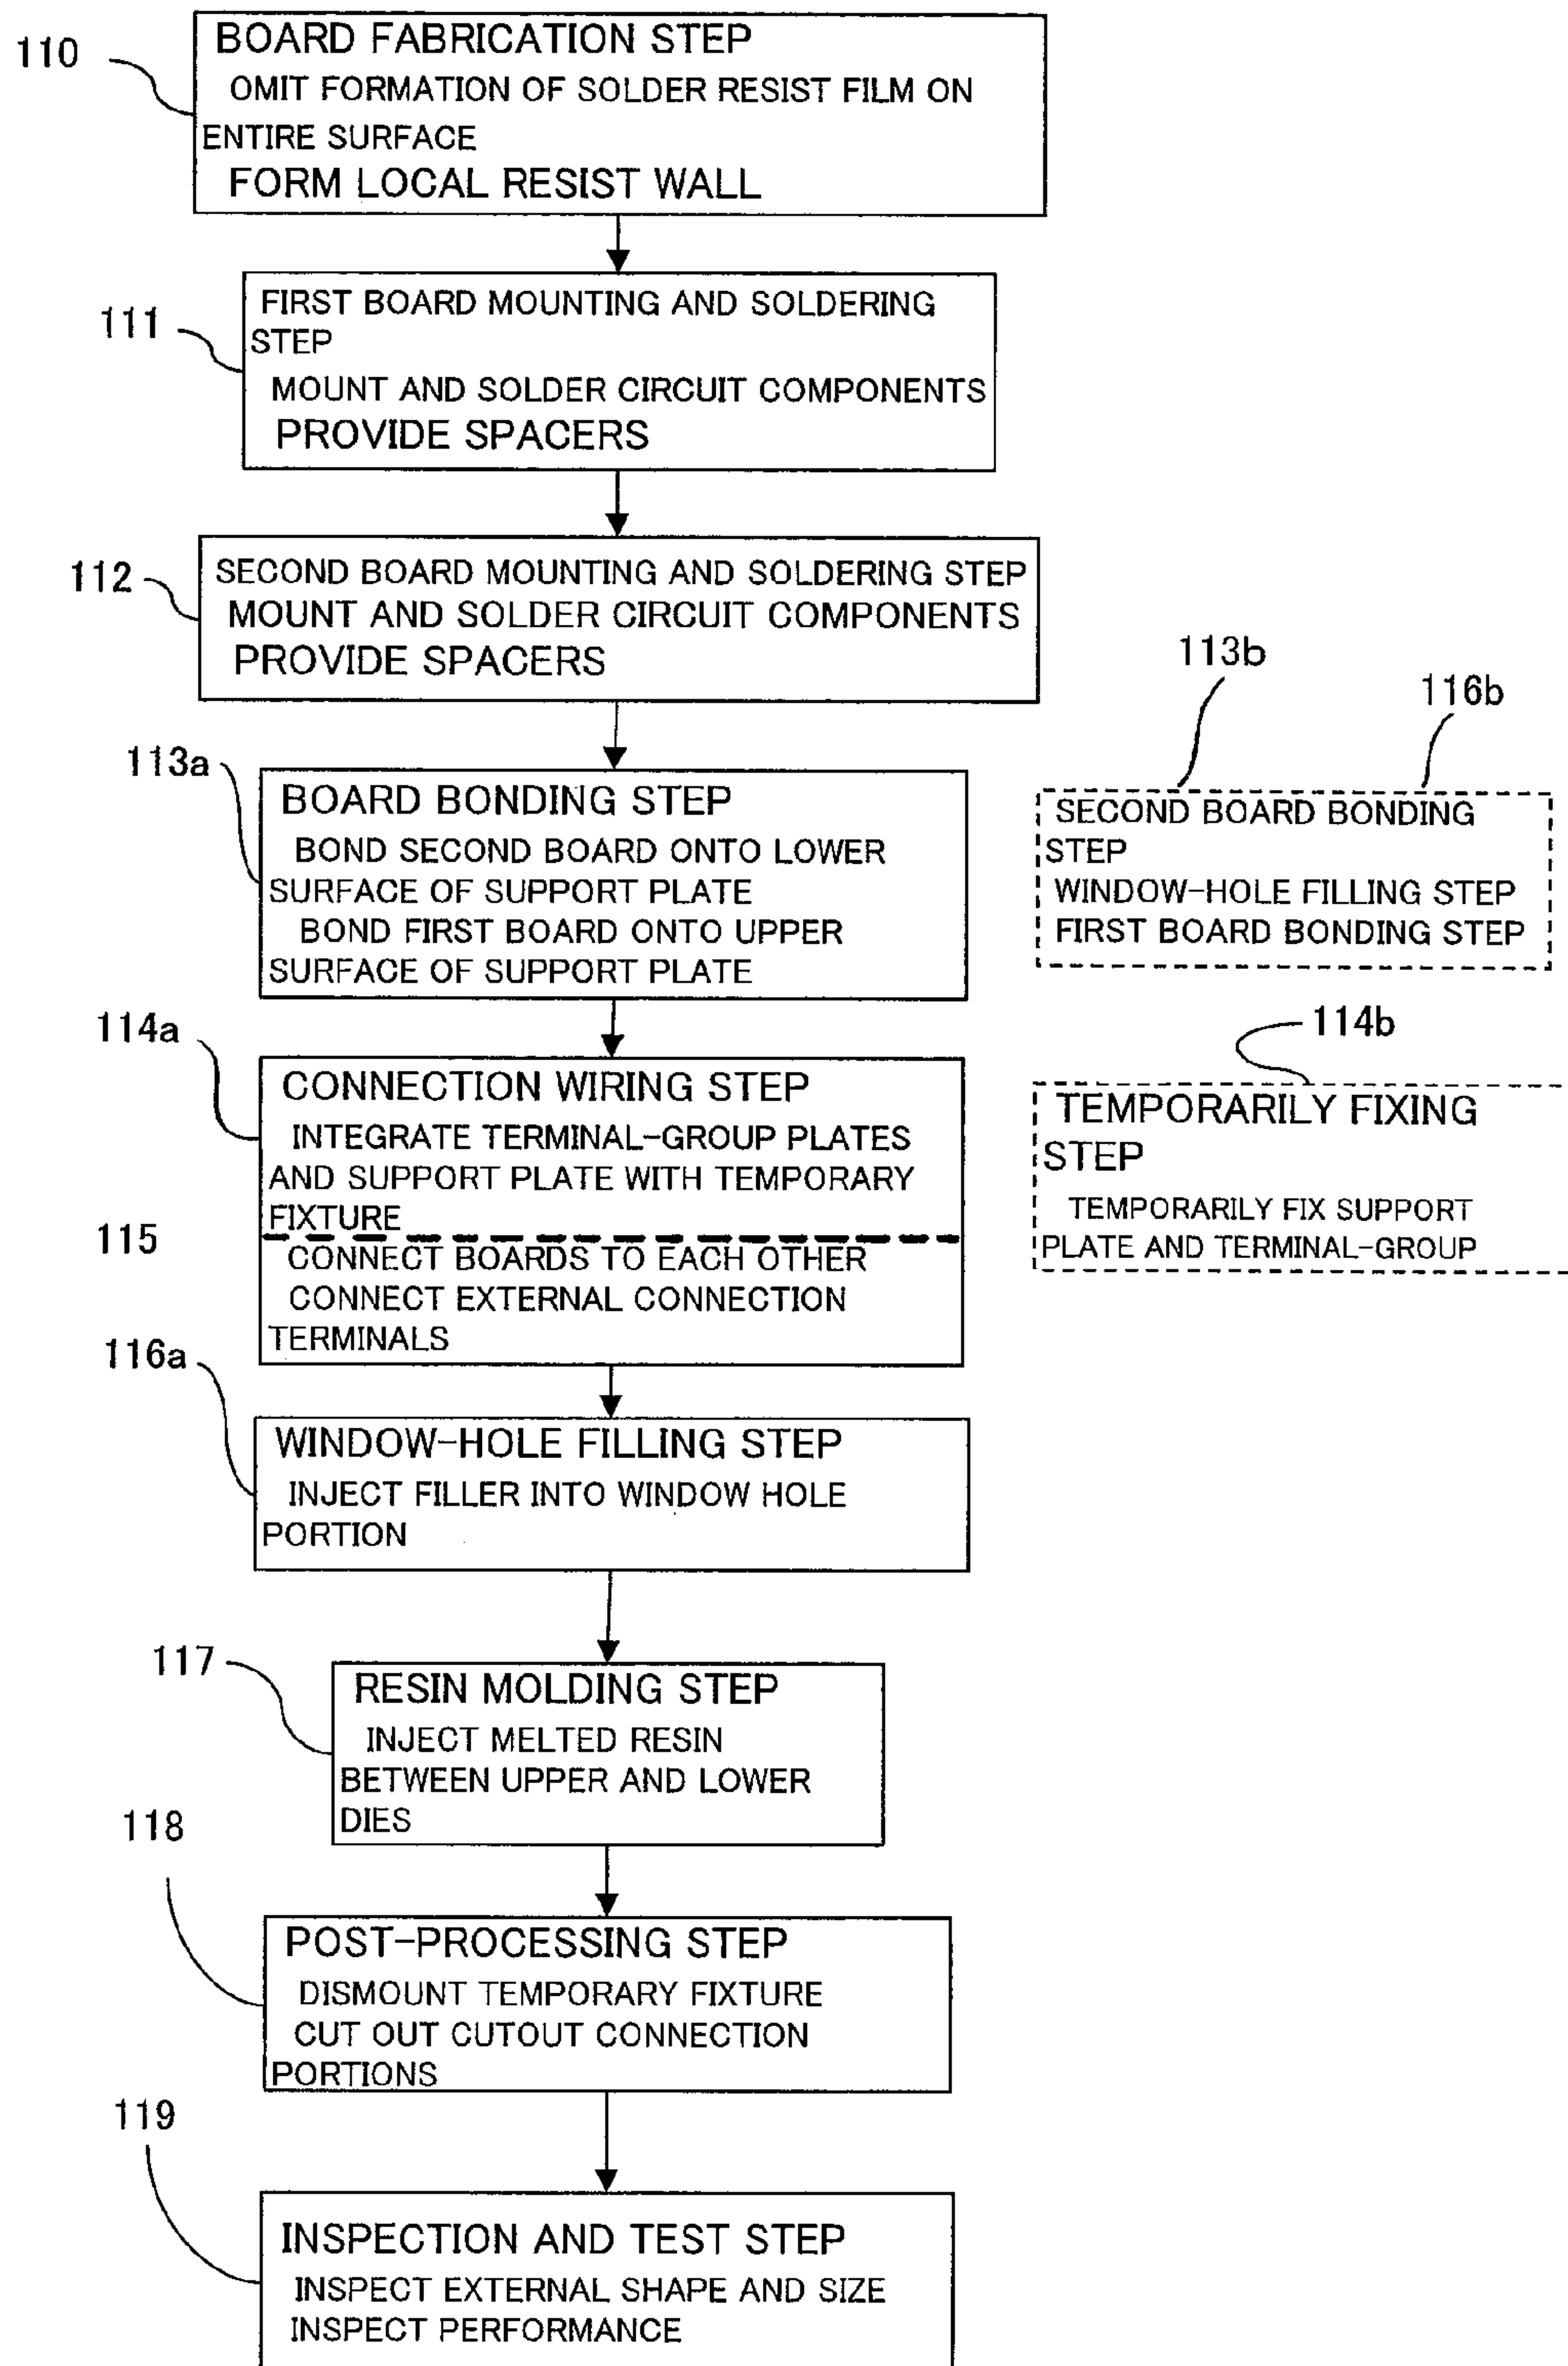 110
BOARD FABRICATION STEP
OMIT FORMATION OF SOLDER RESIST FILM ON
ENTIRE SURFACE
FORM LOCAL RESIST WALL
111
FIRST BOARD MOUNTING AND SOLDERING
STEP
MOUNT AND SOLDER CIRCUIT COMPONENTS
PROVIDE SPACERS
112
SECOND BOARD MOUNTING AND SOLDERING STEP
MOUNT AND SOLDER CIRCUIT COMPONENTS
PROVIDE SPACERS
113a
BOARD BONDING STEP
BOND SECOND BOARD ONTO LOWER
SURFACE OF SUPPORT PLATE
BOND FIRST BOARD ONTO UPPER
SURFACE OF SUPPORT PLATE
113b
116b
SECOND BOARD BONDING
STEP
WINDOW-HOLE FILLING STEP
FIRST BOARD BONDING STEP
114a
CONNECTION WIRING STEP
INTEGRATE TERMINAL-GROUP PLATES
AND SUPPORT PLATE WITH TEMPORARY
FIXTURE
115
CONNECT BOARDS TO EACH OTHER
CONNECT EXTERNAL CONNECTION
TERMINALS
114b
TEMPORARILY FIXING
STEP
TEMPORARILY FIX SUPPORT
PLATE AND TERMINAL-GROUP
116a
WINDOW-HOLE FILLING STEP
INJECT FILLER INTO WINDOW HOLE
PORTION
117
RESIN MOLDING STEP
INJECT MELTED RESIN
BETWEEN UPPER AND LOWER
DIES
118
POST-PROCESSING STEP
DISMOUNT TEMPORARY FIXTURE
CUT OUT CUTOUT CONNECTION
PORTIONS
119
INSPECTION AND TEST STEP
INSPECT EXTERNAL SHAPE AND SIZE
INSPECT PERFORMANCE